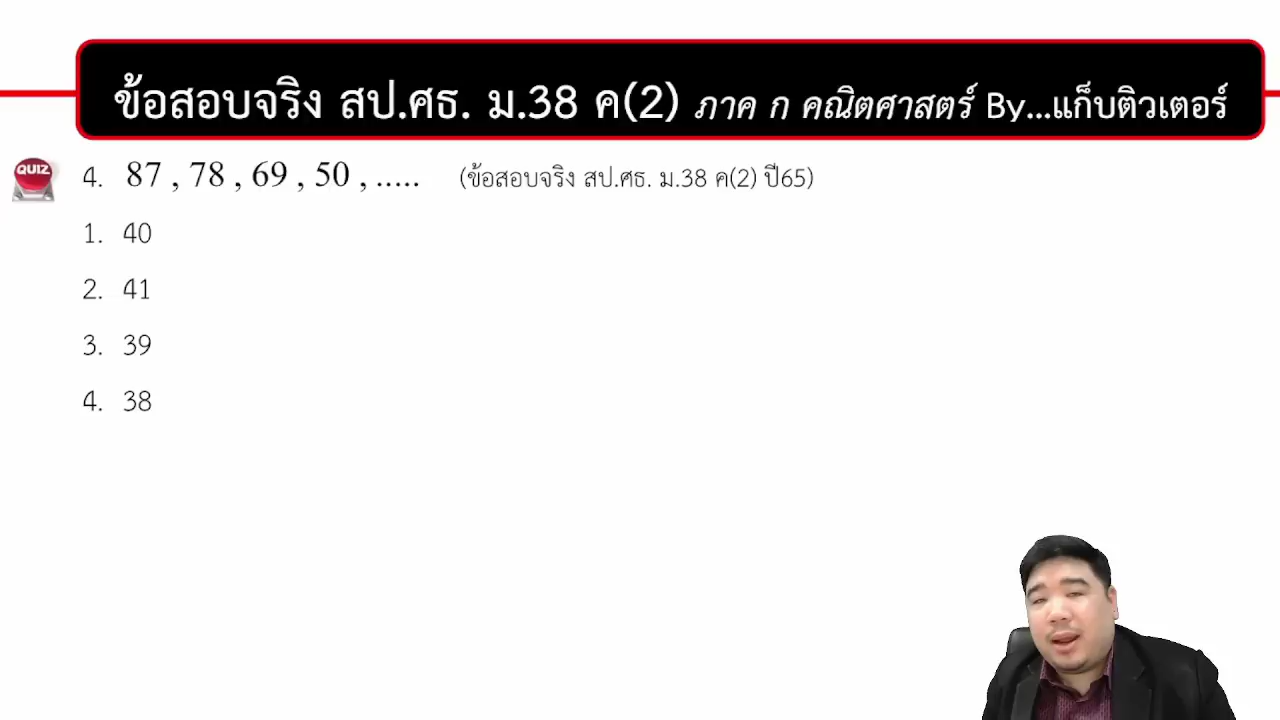 ข้อสอบจริง สป.ศธ. ม.38 ค(2) ภาค ก คณิตศาสตร์ By...แก็บติวเตอร์
QUIZ 4. 87 , 78 , 69 , 50 , ..... (ข้อสอบจริง สป.ศธ. ม.38 ค(2) ปี65)
1. 40
2. 41
3. 39
4. 38